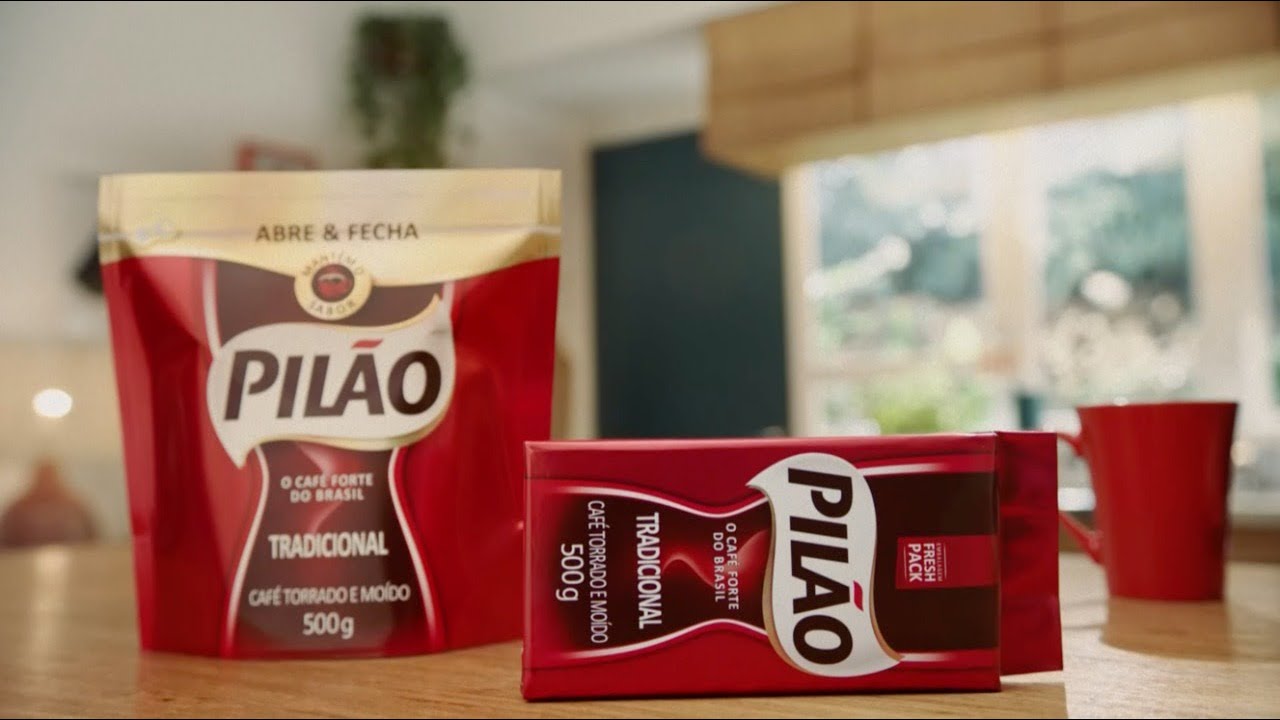 ABRE & FECHA
MANTÉM O
SABOR
PILÃO
O CAFÉ FORTE
DO BRASIL
TRADICIONAL
CAFÉ TORRADO E MOÍDO
500g
EMBALAGEM
FRESH
PACK
PILÃO
O CAFÉ FORTE
DO BRASIL
TRADICIONAL
CAFÉ TORRADO E MOÍDO
500g